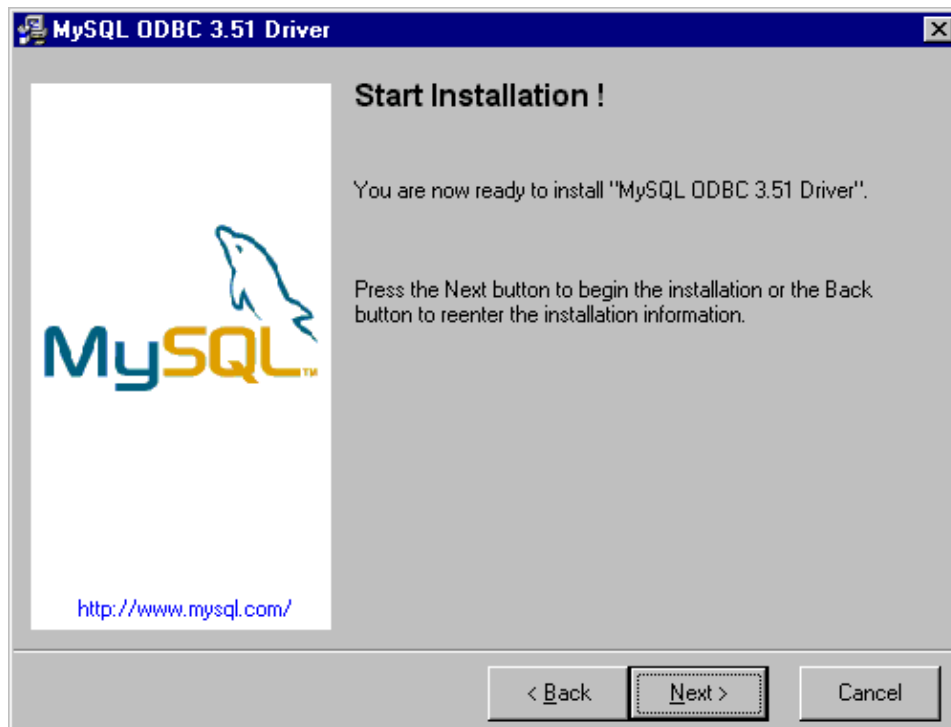 MySQL ODBC 3.51 Driver
Start Installation !
You are now ready to install "MySQL ODBC 3.51 Driver".
Press the Next button to begin the installation or the Back
button to reenter the installation information.
MySQL™
http://www.mysql.com/
< Back
Next >
Cancel